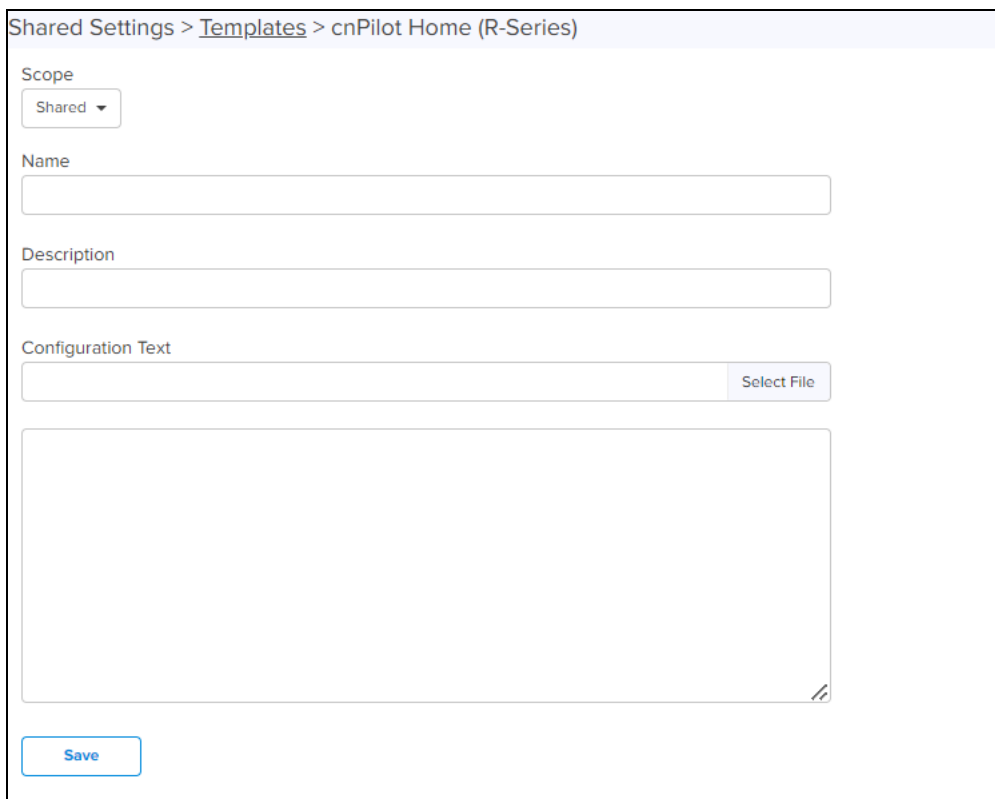 Shared Settings > Templates > cnPilot Home (R-Series)
Scope
Shared
Name
Description
Configuration Text
Select File
Save